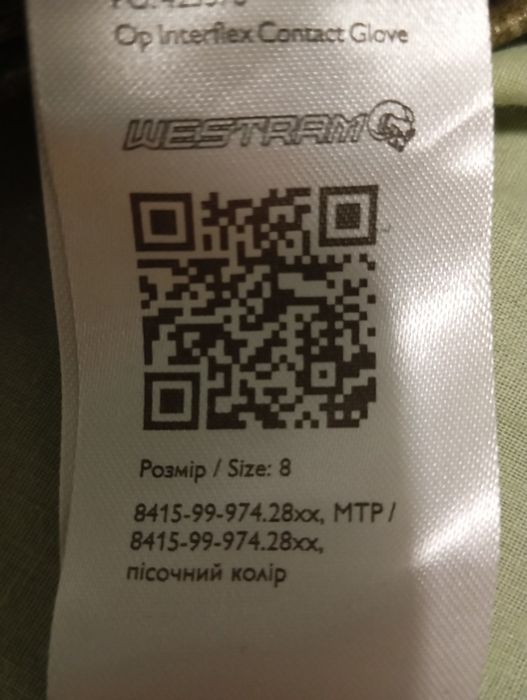 Op Interflex Contact Glove
WESTRAM
Розмір / Size: 8
8415-99-974.28xx, MTP /
8415-99-974.28xx,
пісочний колір